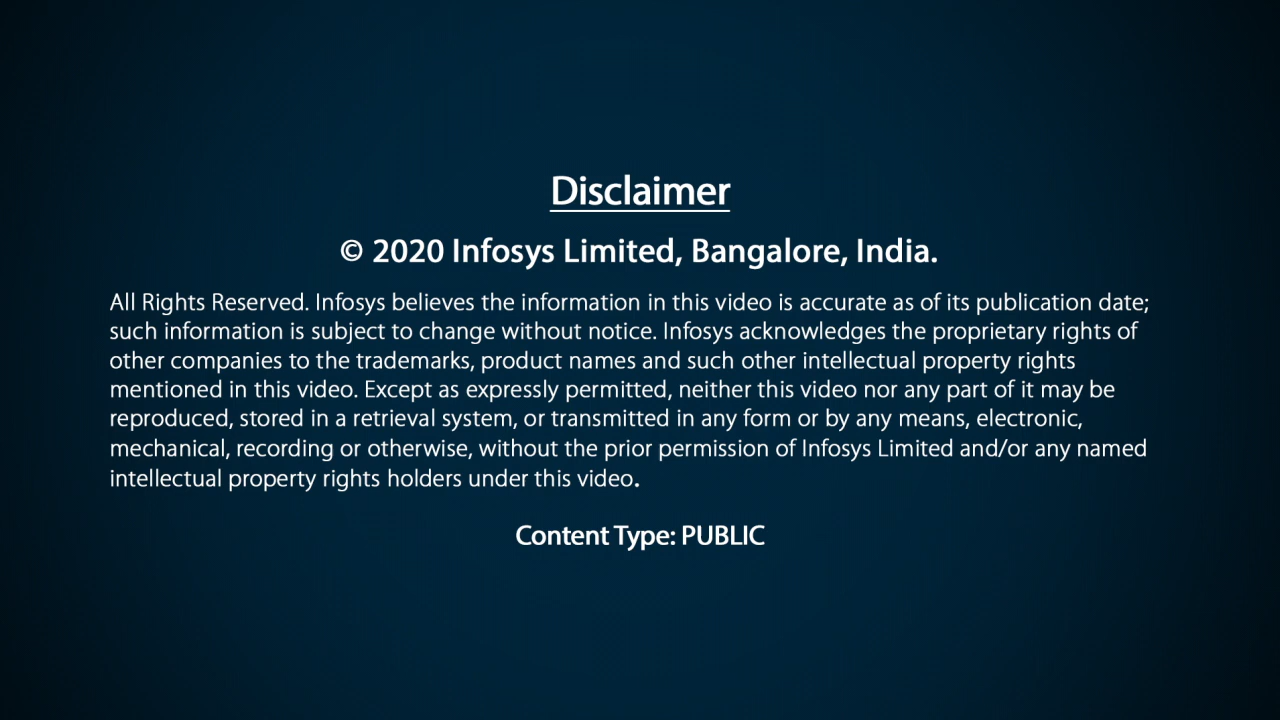 Disclaimer
© 2020 Infosys Limited, Bangalore, India.
All Rights Reserved. Infosys believes the information in this video is accurate as of its publication date;
such information is subject to change without notice. Infosys acknowledges the proprietary rights of
other companies to the trademarks, product names and such other intellectual property rights
mentioned in this video. Except as expressly permitted, neither this video nor any part of it may be
reproduced, stored in a retrieval system, or transmitted in any form or by any means, electronic,
mechanical, recording or otherwise, without the prior permission of Infosys Limited and/or any named
intellectual property rights holders under this video.
Content Type: PUBLIC